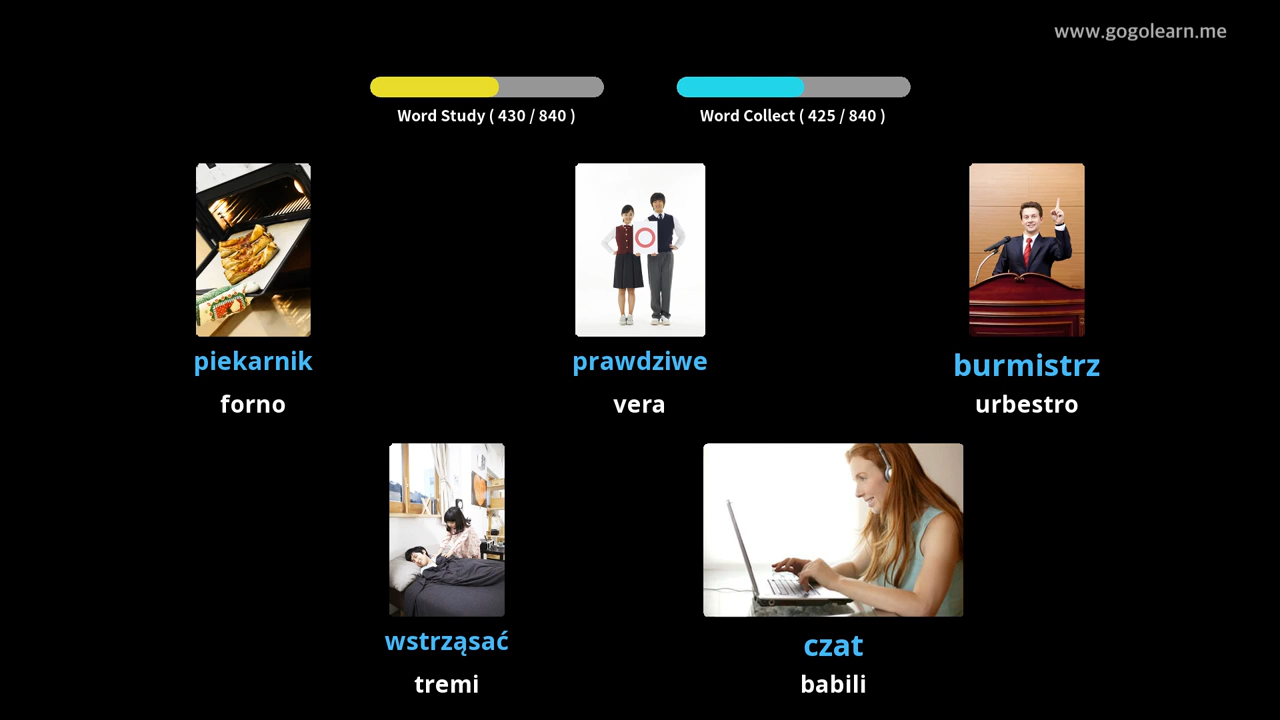 www.gogolearn.me
Word Study ( 430 / 840 )
Word Collect ( 425 / 840 )
piekarnik
forno
prawdziwe
vera
burmistrz
urbestro
wstrząsać
tremi
czat
babili